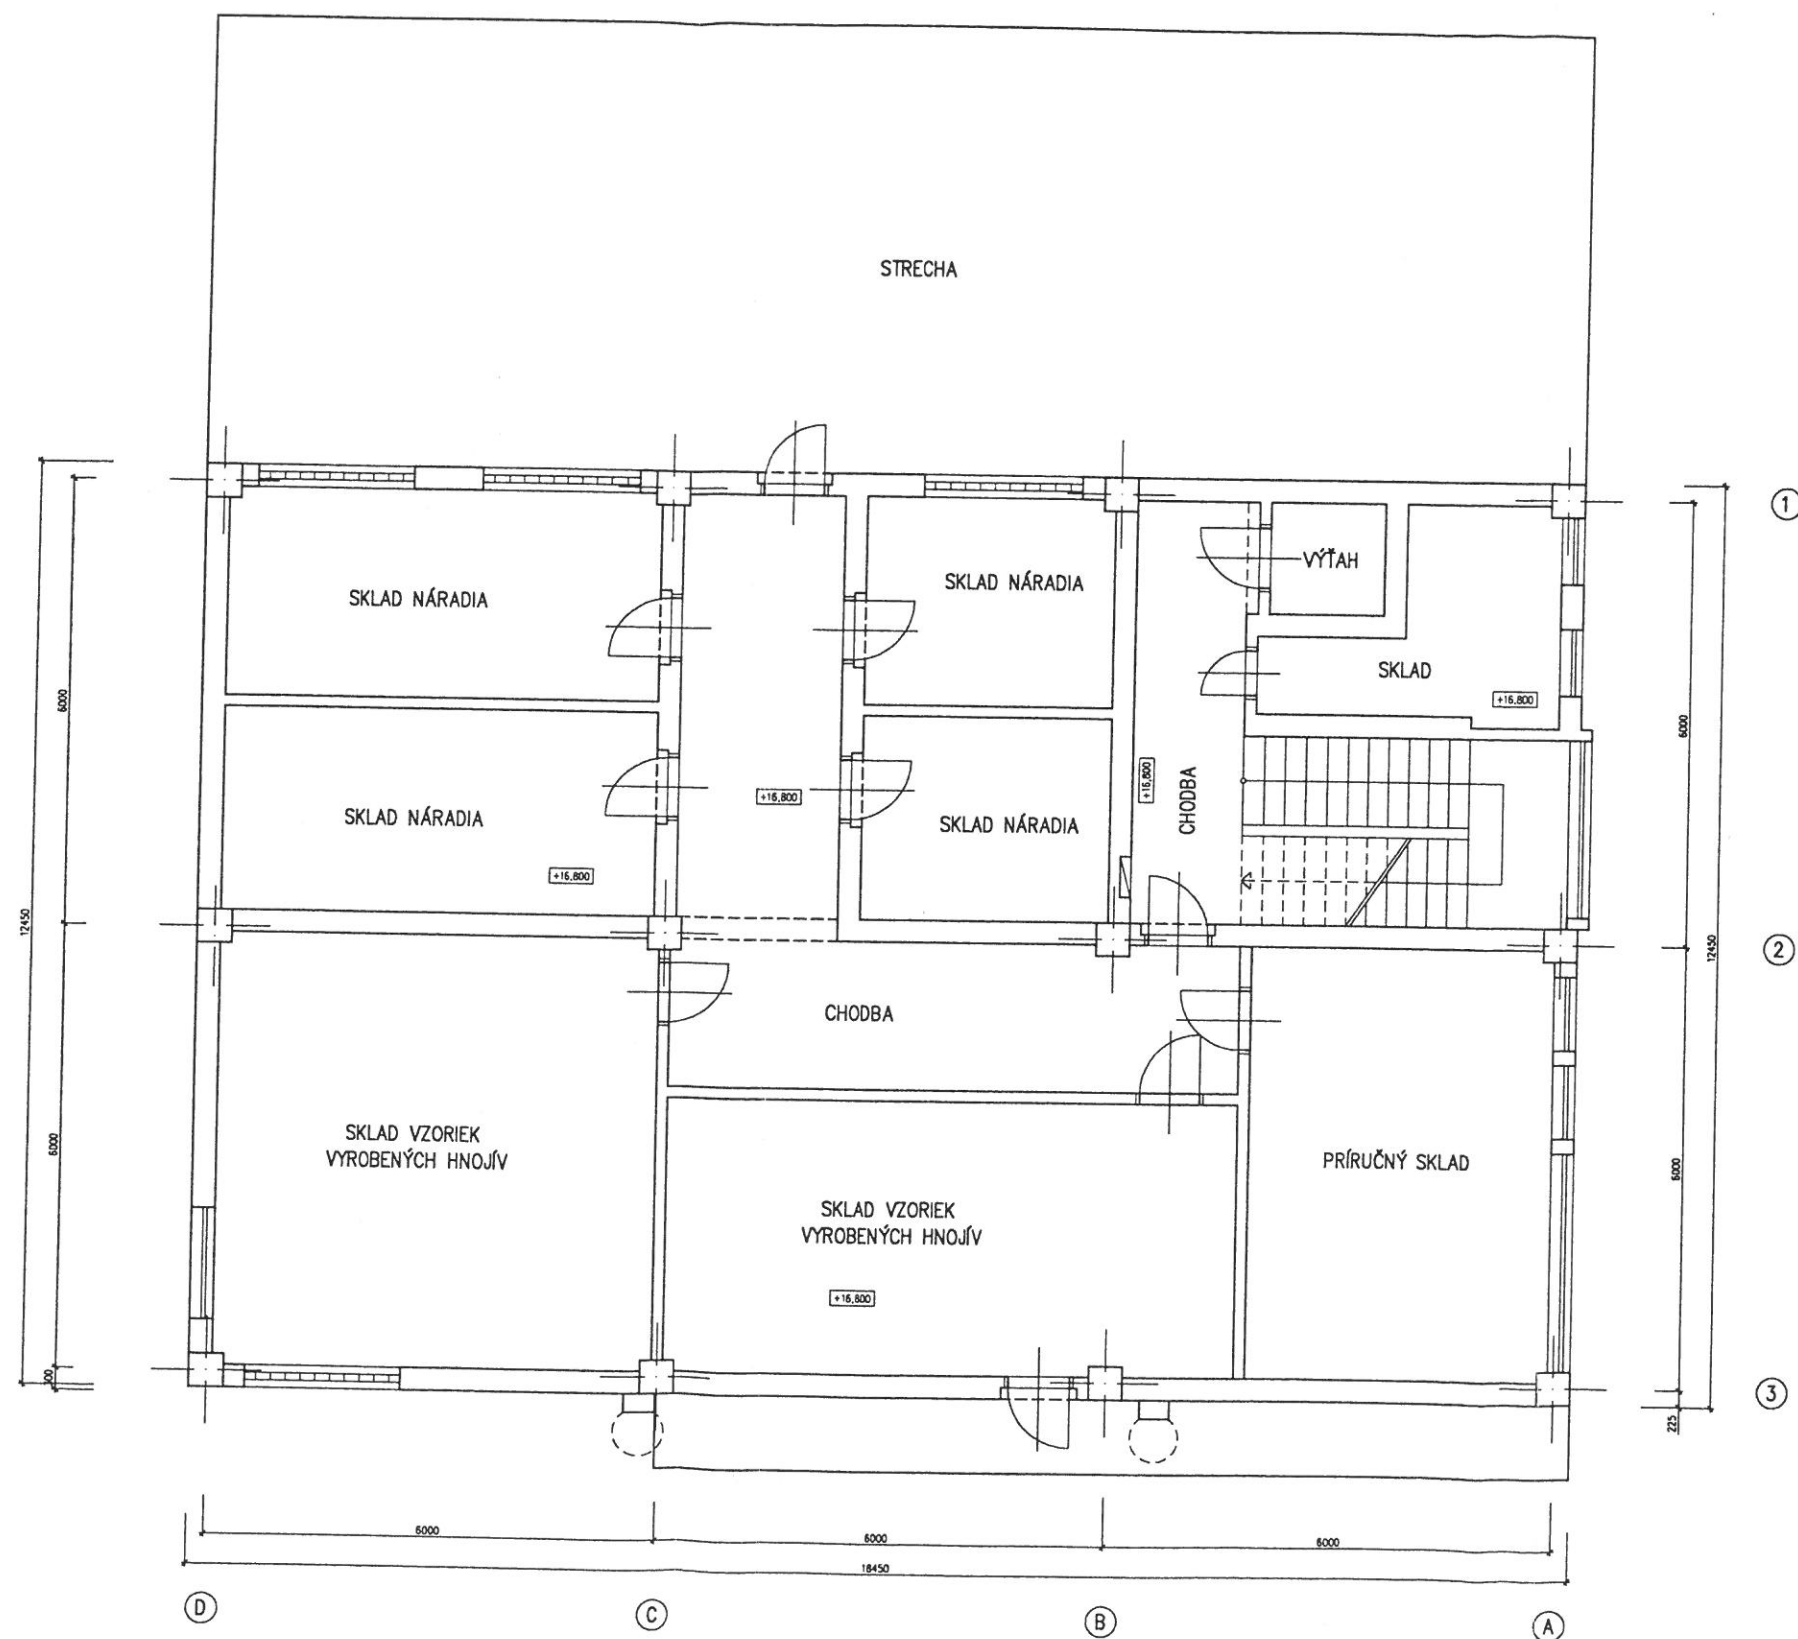 STRECHA
1
VÝŤAH
SKLAD NÁRADIA
SKLAD NÁRADIA
SKLAD
+16,800
6000
6000
12450
12450
+16,800
CHODBA
+16,800
SKLAD NÁRADIA
SKLAD NÁRADIA
+16,800
2
CHODBA
SKLAD VZORIEK
VYROBENÝCH HNOJÍV
PRÍRUČNÝ SKLAD
6000
6000
SKLAD VZORIEK
VYROBENÝCH HNOJÍV
+16,800
3
225
6000
6000
6000
18450
D
C
B
A